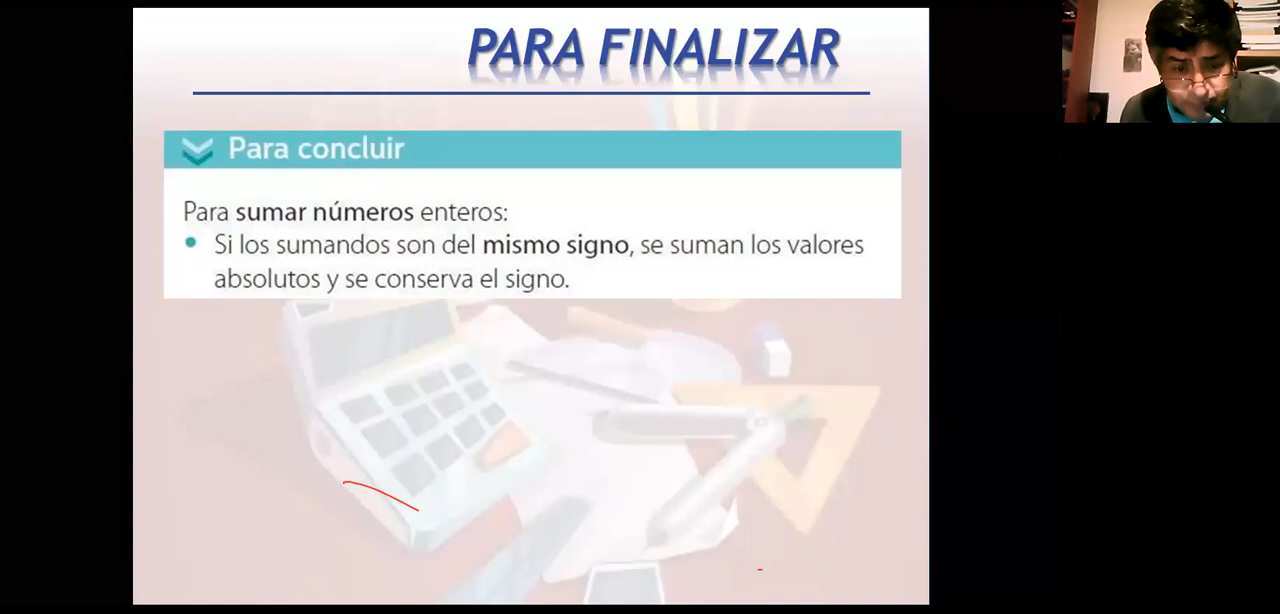 PARA FINALIZAR
Para concluir
Para sumar números enteros:
• Si los sumandos son del mismo signo, se suman los valores
absolutos y se conserva el signo.